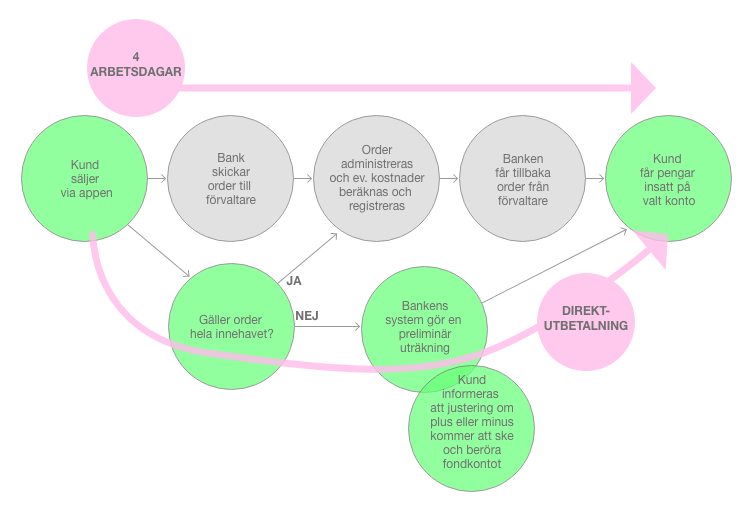 4
ARBETSDAGAR
Kund
säljer
via appen
Bank
skickar
order till
förvaltare
Order
administreras
och ev. kostnader
beräknas och
registreras
Banken
får tillbaka
order från
förvaltare
Kund
får pengar
insatt på
valt konto
JA
NEJ
Gäller order
hela innehavet?
Bankens
system gör en
preliminär
uträkning
DIREKT-
UTBETALNING
Kund
informeras
att justering om
plus eller minus
kommer att ske
och beröra
fondkontot